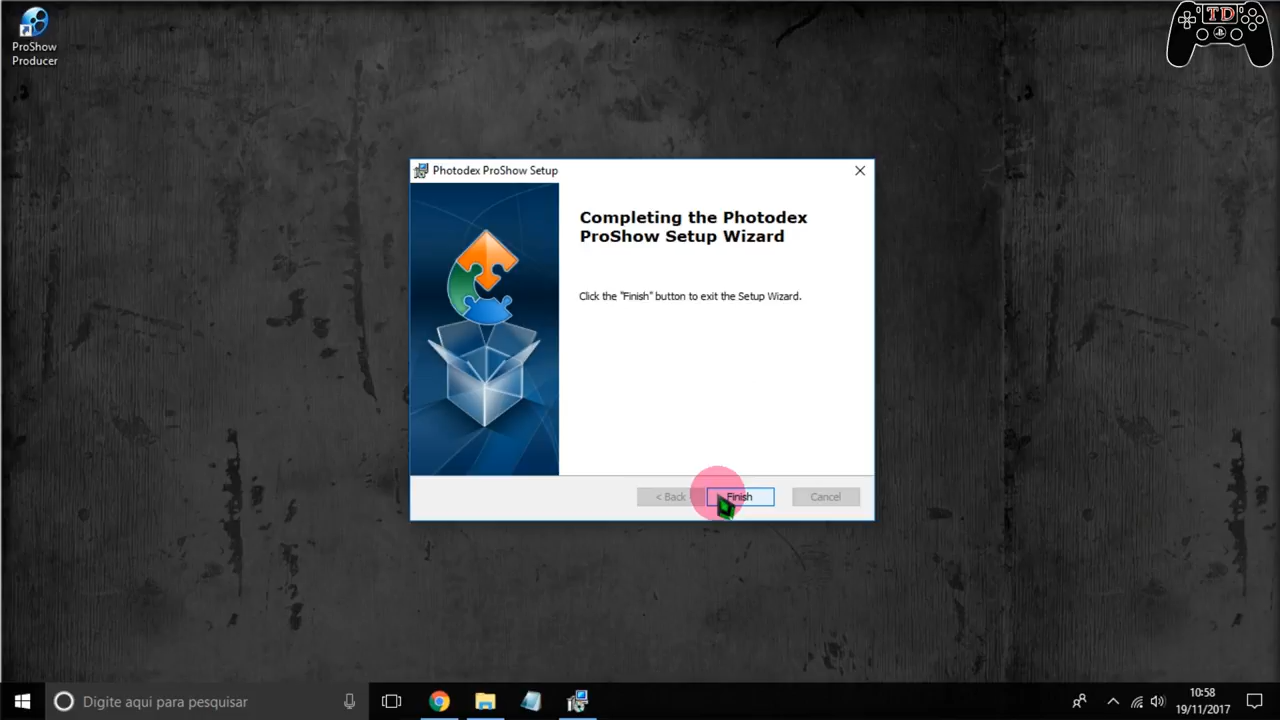 ProShow
Producer
TD
Photodex ProShow Setup
Completing the Photodex
ProShow Setup Wizard
Click the "Finish" button to exit the Setup Wizard.
< Back
Finish
Cancel
Digite aqui para pesquisar
10:58
19/11/2017